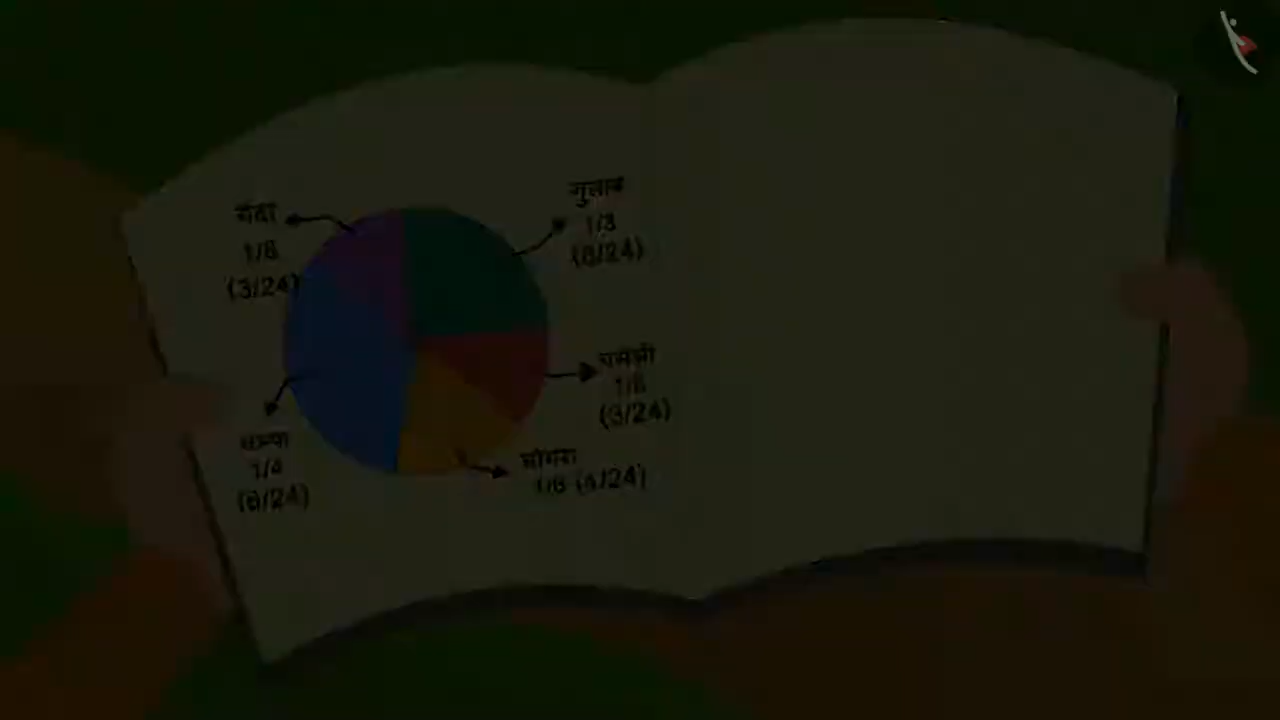 गेंदा
1/8
(3/24)
गुलाब
1/3
(8/24)
चमेली
1/8
(3/24)
मोगरा
1/6 (4/24)
चम्पा
1/4
(6/24)